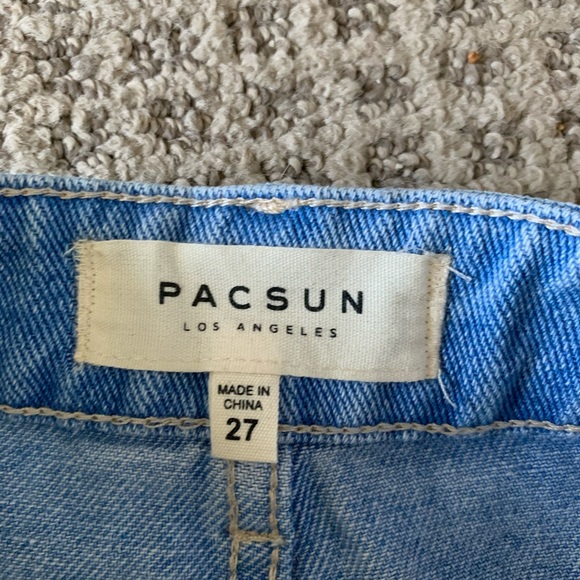 PACSUN
LOS ANGELES
MADE IN
CHINA
27